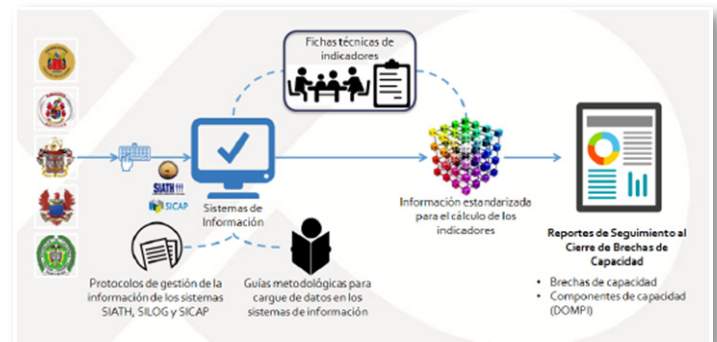 Fichas técnicas de
indicadores
SIATH
SICAP
Sistemas de
Información
Información estandarizada
para el cálculo de los
indicadores
Reportes de Seguimiento al
Cierre de Brechas de
Capacidad
• Brechas de capacidad
• Componentes de capacidad
(DOMPI)
Protocolos de gestión de la
información de los sistemas
SIATH, SILOG y SICAP
Guías metodológicas para
cargue de datos en los
sistemas de información